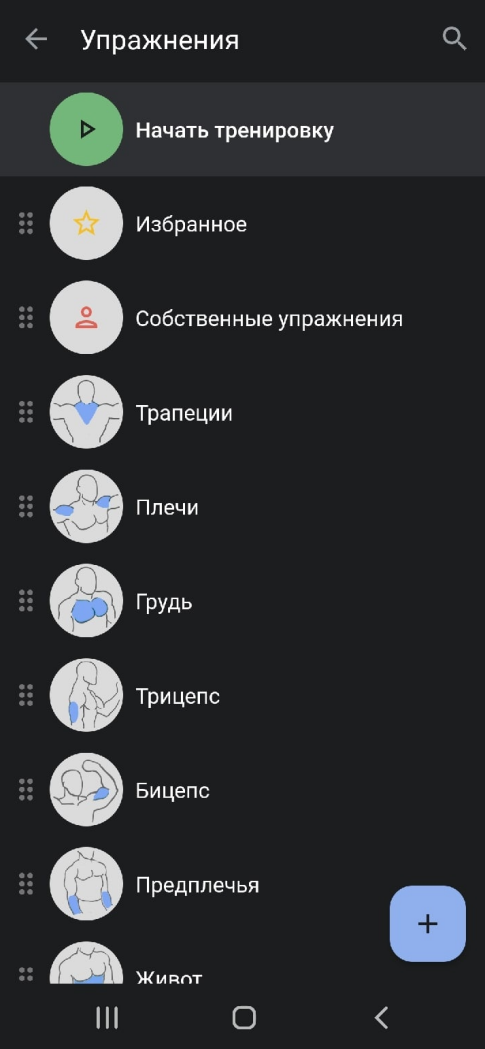 Упражнения
Начать тренировку
Избранное
Собственные упражнения
Трапеции
Плечи
Грудь
Трицепс
Бицепс
Предплечья
Живот